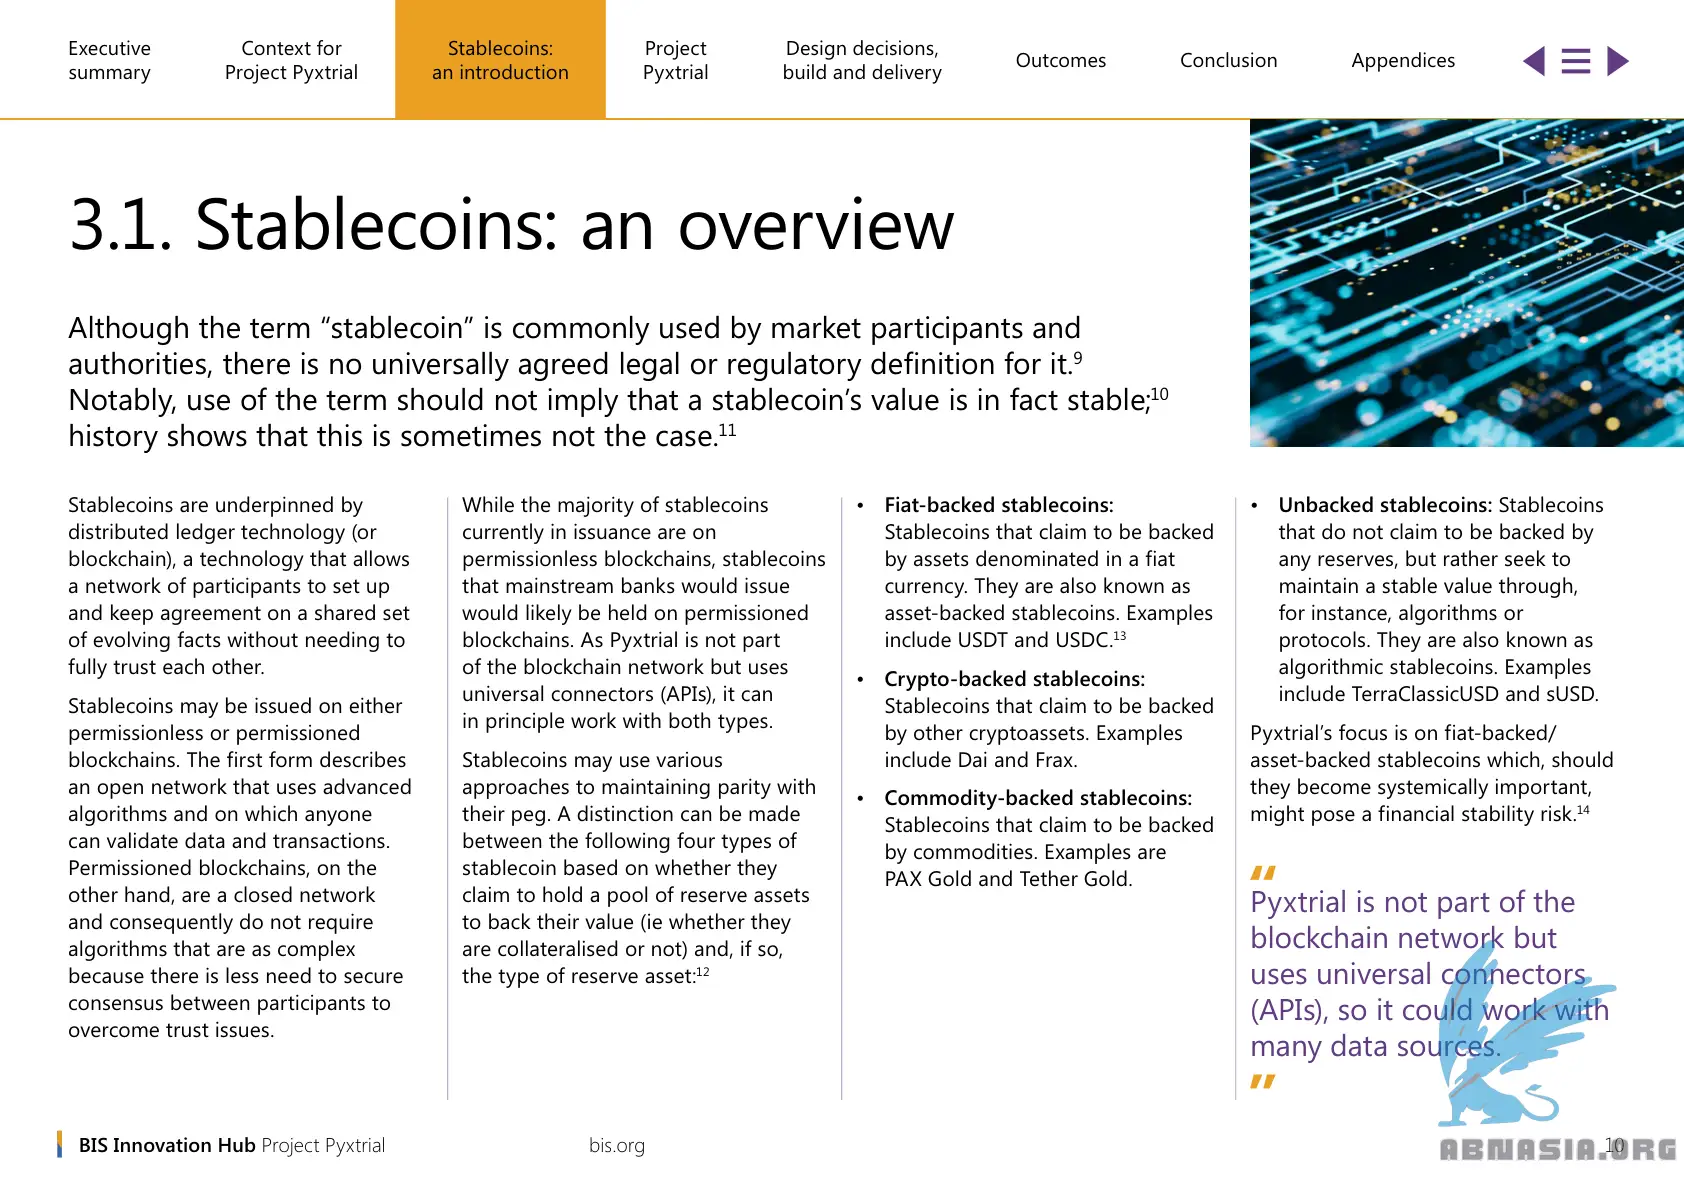 Executive
summary
Context for
Project Pyxtrial
Stablecoins:
an introduction
Project
Pyxtrial
Design decisions,
build and delivery
Outcomes
Conclusion
Appendices
3.1. Stablecoins: an overview
Although the term “stablecoin” is commonly used by market participants and
authorities, there is no universally agreed legal or regulatory definition for it.9
Notably, use of the term should not imply that a stablecoin’s value is in fact stable;10
history shows that this is sometimes not the case.11
Stablecoins are underpinned by
distributed ledger technology (or
blockchain), a technology that allows
a network of participants to set up
and keep agreement on a shared set
of evolving facts without needing to
fully trust each other.
Stablecoins may be issued on either
permissionless or permissioned
blockchains. The first form describes
an open network that uses advanced
algorithms and on which anyone
can validate data and transactions.
Permissioned blockchains, on the
other hand, are a closed network
and consequently do not require
algorithms that are as complex
because there is less need to secure
consensus between participants to
overcome trust issues.
While the majority of stablecoins
currently in issuance are on
permissionless blockchains, stablecoins
that mainstream banks would issue
would likely be held on permissioned
blockchains. As Pyxtrial is not part
of the blockchain network but uses
universal connectors (APIs), it can
in principle work with both types.
Stablecoins may use various
approaches to maintaining parity with
their peg. A distinction can be made
between the following four types of
stablecoin based on whether they
claim to hold a pool of reserve assets
to back their value (ie whether they
are collateralised or not) and, if so,
the type of reserve asset:12
• Fiat-backed stablecoins:
Stablecoins that claim to be backed
by assets denominated in a fiat
currency. They are also known as
asset-backed stablecoins. Examples
include USDT and USDC.13
• Crypto-backed stablecoins:
Stablecoins that claim to be backed
by other cryptoassets. Examples
include Dai and Frax.
• Commodity-backed stablecoins:
Stablecoins that claim to be backed
by commodities. Examples are
PAX Gold and Tether Gold.
• Unbacked stablecoins: Stablecoins
that do not claim to be backed by
any reserves, but rather seek to
maintain a stable value through,
for instance, algorithms or
protocols. They are also known as
algorithmic stablecoins. Examples
include TerraClassicUSD and sUSD.
Pyxtrial’s focus is on fiat-backed/
asset-backed stablecoins which, should
they become systemically important,
might pose a financial stability risk.14
“
Pyxtrial is not part of the
blockchain network but
uses universal connectors
(APIs), so it could work with
many data sources.
”
BIS Innovation Hub Project Pyxtrial
bis.org
10
ABNASIA.ORG